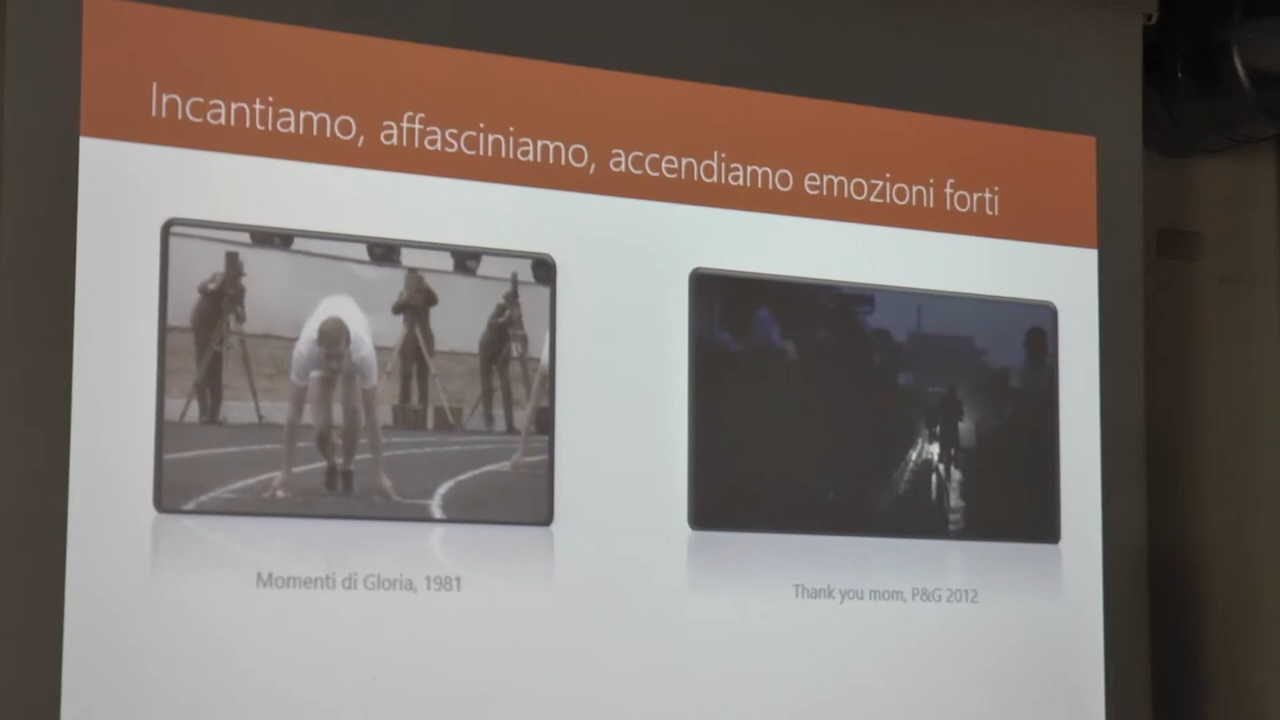 Incantiamo, affasciniamo, accendiamo emozioni forti
Momenti di Gloria, 1981
Thank you mom, P&G 2012